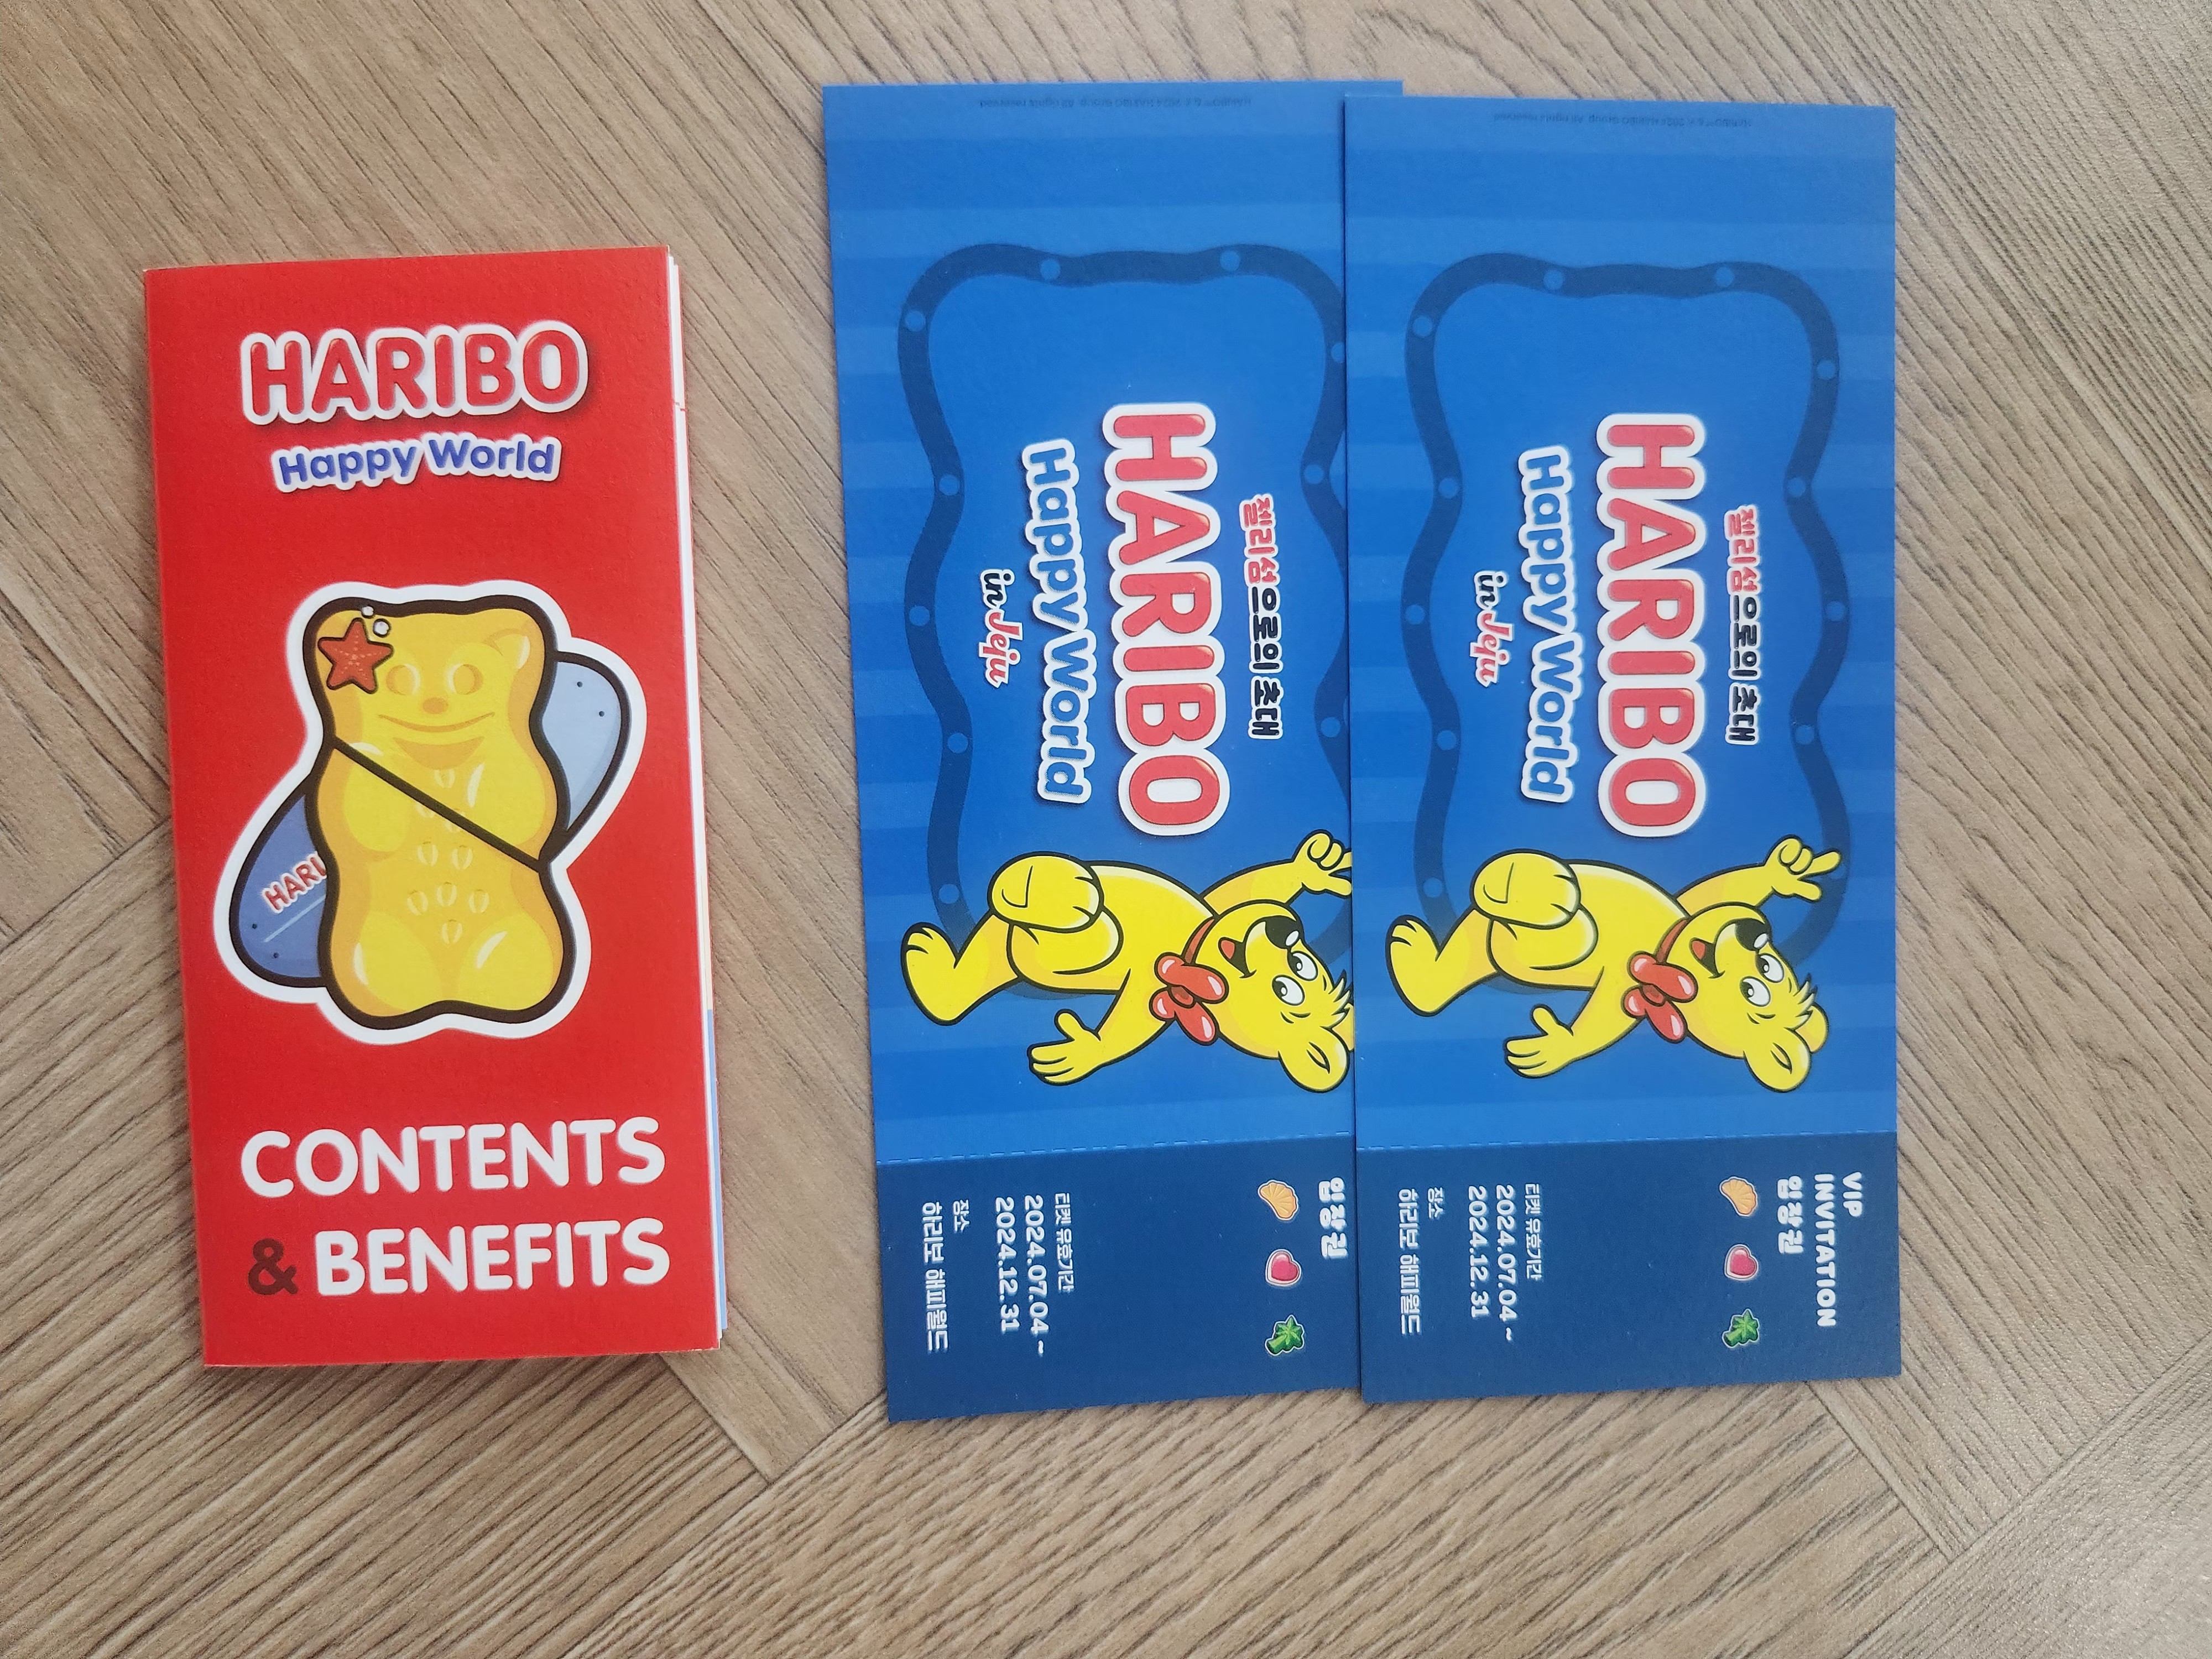 HARIBO
Happy World
HARI
CONTENTS
& BENEFITS
젤리섬으로의 초대
HARIBO
Happy World
in Jeju
입장권
티켓 유효기간
2024.07.04 ~
2024.12.31
장소
하리보 해피월드
젤리섬으로의 초대
HARIBO
Happy World
in Jeju
VIP
INVITATION
입장권
티켓 유효기간
2024.07.04 ~
2024.12.31
장소
하리보 해피월드